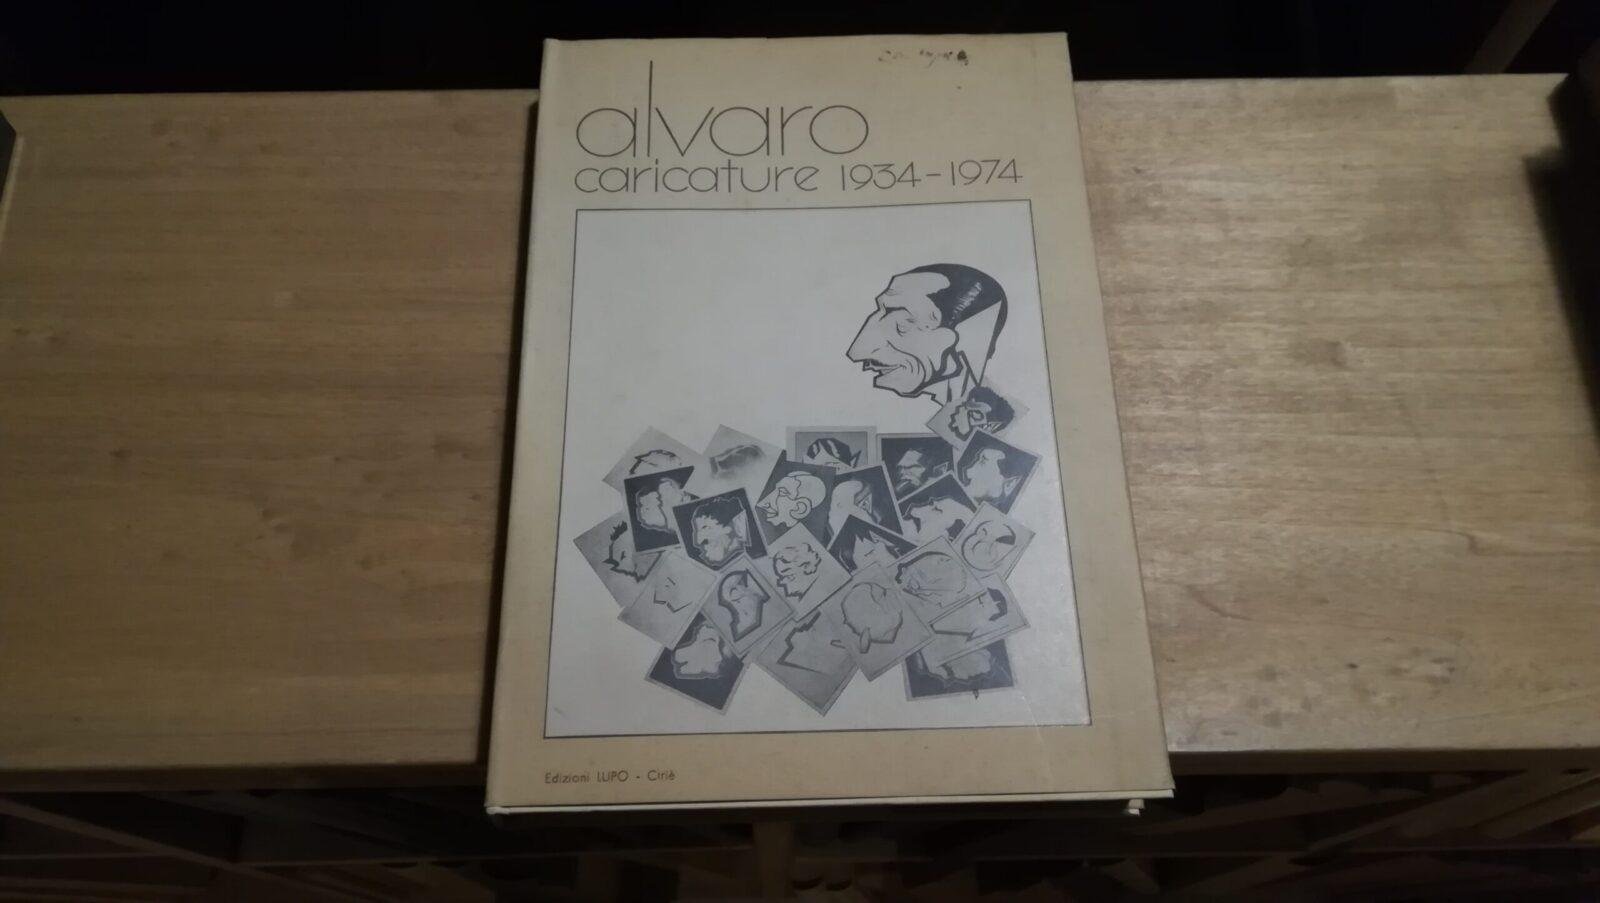 alvaro
caricature 1934-1974
Edizioni LUPO - Ciriè